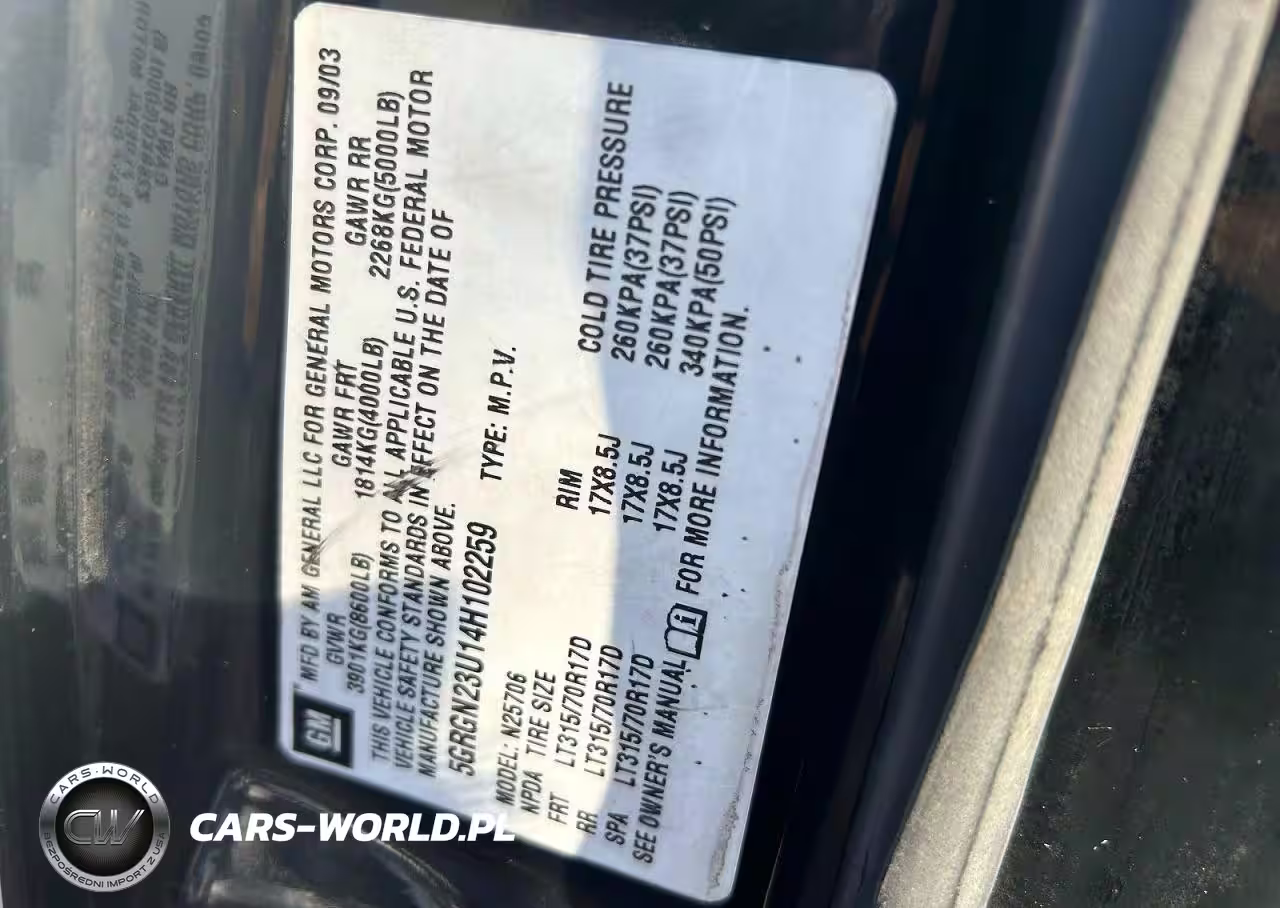 GM
MFD BY AM GENERAL LLC FOR GENERAL MOTORS CORP. 09/03
GVWR GAWR FRT GAWR RR
3901KG(8600LB) 1814KG(4000LB) 2268KG(5000LB)
THIS VEHICLE CONFORMS TO ALL APPLICABLE U.S. FEDERAL MOTOR
VEHICLE SAFETY STANDARDS IN EFFECT ON THE DATE OF
MANUFACTURE SHOWN ABOVE.
5GRGN23U14H102259 TYPE: M.P.V.
MODEL: N25706
NPDA TIRE SIZE RIM COLD TIRE PRESSURE
FRT LT315/70R17D 17X8.5J 260KPA(37PSI)
RR LT315/70R17D 17X8.5J 260KPA(37PSI)
SPA LT315/70R17D 17X8.5J 340KPA(50PSI)
SEE OWNER'S MANUAL i FOR MORE INFORMATION.
CARS-WORLD
CW
BEZPOŚREDNI IMPORT Z USA
CARS-WORLD.PL